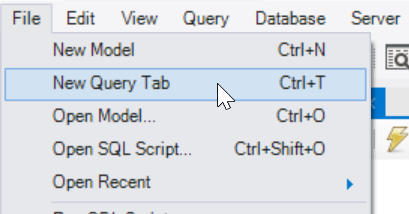 File Edit View Query Database Server
New Model Ctrl+N
New Query Tab Ctrl+T
Open Model... Ctrl+O
Open SQL Script... Ctrl+Shift+O
Open Recent